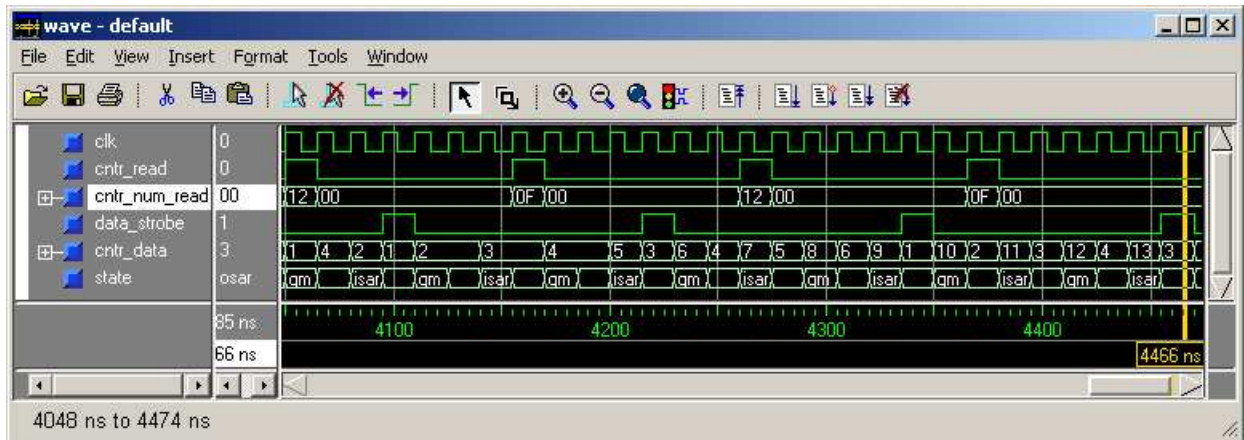 wave - default
File Edit View Insert Format Tools Window
clk 0
cntr_read 0
cntr_num_read 00 12 00 0F 00 12 00 0F 00
data_strobe 1
cntr_data 3 1 4 2 1 2 3 4 5 3 6 4 7 5 8 6 9 1 10 2 11 3 12 4 13 3
state osar qm isar qm isar qm isar qm isar qm isar qm isar qm isar
85 ns 4100 4200 4300 4400
66 ns 4466 ns
4048 ns to 4474 ns